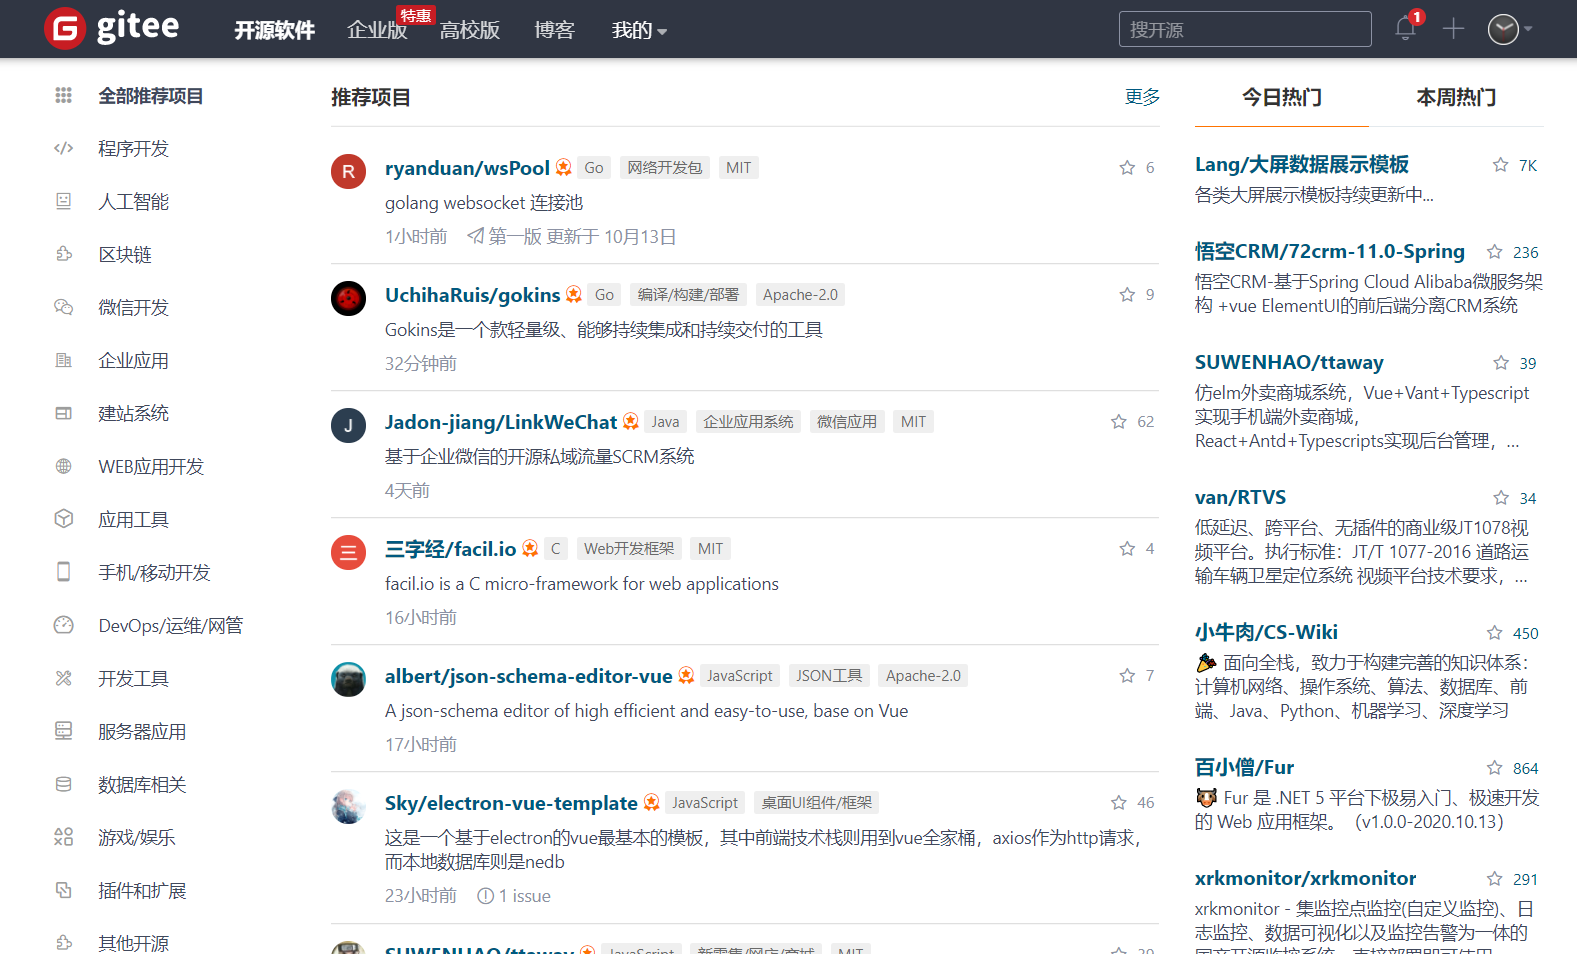 gitee
开源软件
企业版
特惠
高校版
博客
我的
搜开源
1
全部推荐项目
程序开发
人工智能
区块链
微信开发
企业应用
建站系统
WEB应用开发
应用工具
手机/移动开发
DevOps/运维/网管
开发工具
服务器应用
数据库相关
游戏/娱乐
插件和扩展
其他开源
推荐项目
更多
R
ryanduan/wsPool Go 网络开发包 MIT 6
golang websocket 连接池
1小时前 第一版 更新于 10月13日
UchihaRuis/gokins Go 编译/构建/部署 Apache-2.0 9
Gokins是一个款轻量级、能够持续集成和持续交付的工具
32分钟前
J
Jadon-jiang/LinkWeChat Java 企业应用系统 微信应用 MIT 62
基于企业微信的开源私域流量SCRM系统
4天前
三
三字经/facil.io C Web开发框架 MIT 4
facil.io is a C micro-framework for web applications
16小时前
albert/json-schema-editor-vue JavaScript JSON工具 Apache-2.0 7
A json-schema editor of high efficient and easy-to-use, base on Vue
17小时前
Sky/electron-vue-template JavaScript 桌面UI组件/框架 46
这是一个基于electron的vue最基本的模板，其中前端技术栈则用到vue全家桶，axios作为http请求，
而本地数据库则是nedb
23小时前 1 issue
SUWENHAO/ttaway JavaScript 新零售/网店/商城 MIT 39
今日热门
本周热门
Lang/大屏数据展示模板 7K
各类大屏展示模板持续更新中...
悟空CRM/72crm-11.0-Spring 236
悟空CRM-基于Spring Cloud Alibaba微服务架
构 +vue ElementUI的前后端分离CRM系统
SUWENHAO/ttaway 39
仿elm外卖商城系统，Vue+Vant+Typescript
实现手机端外卖商城，
React+Antd+Typescripts实现后台管理，...
van/RTVS 34
低延迟、跨平台、无插件的商业级JT1078视
频平台。执行标准：JT/T 1077-2016 道路运
输车辆卫星定位系统 视频平台技术要求，...
小牛肉/CS-Wiki 450
面向全栈，致力于构建完善的知识体系：
计算机网络、操作系统、算法、数据库、前
端、Java、Python、机器学习、深度学习
百小僧/Fur 864
Fur 是 .NET 5 平台下极易入门、极速开发
的 Web 应用框架。（v1.0.0-2020.10.13）
xrkmonitor/xrkmonitor 291
xrkmonitor - 集监控点监控(自定义监控)、日
志监控、数据可视化以及监控告警为一体的
国产开源监控系统，直接部署即可使用